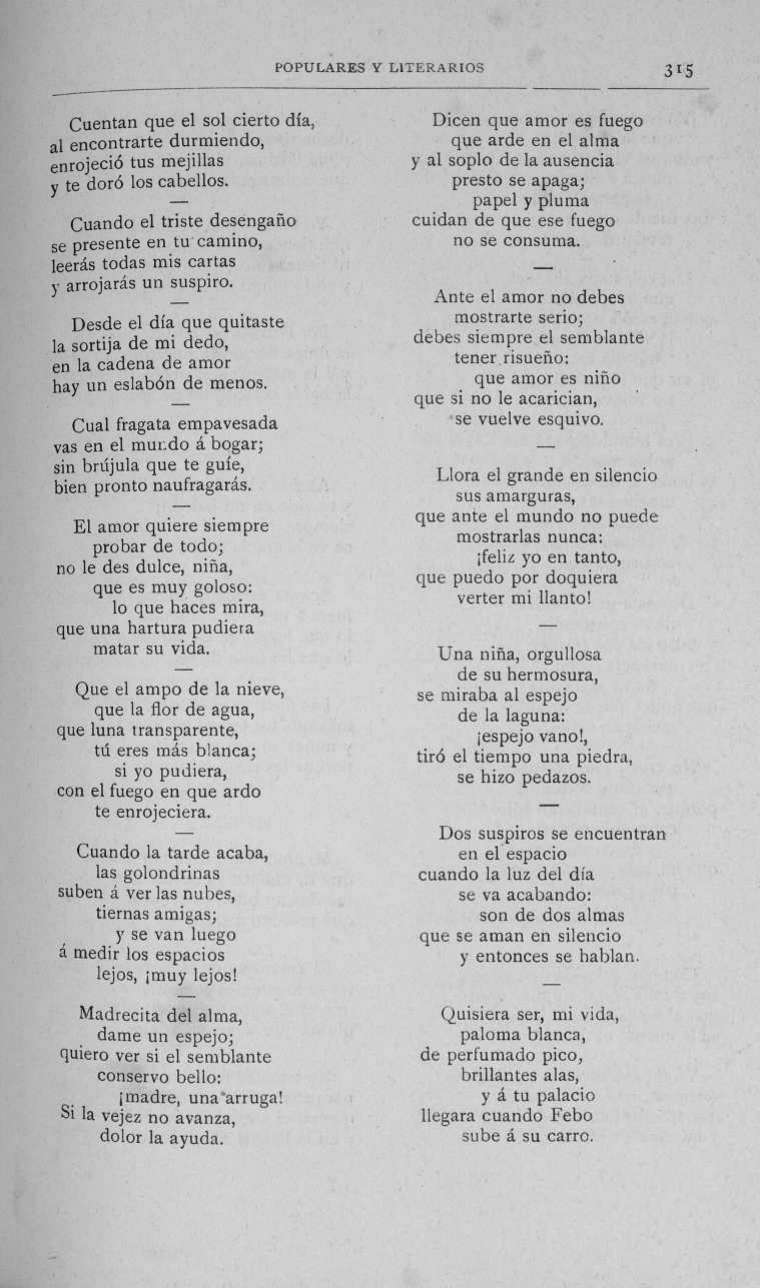 POPULARES Y LITERARIOS 315
Cuentan que el sol cierto día,
al encontrarte durmiendo,
enrojeció tus mejillas
y te doró los cabellos.
—
Cuando el triste desengaño
se presente en tu camino,
leerás todas mis cartas
y arrojarás un suspiro.
—
Desde el día que quitaste
la sortija de mi dedo,
en la cadena de amor
hay un eslabón de menos.
—
Cual fragata empavesada
vas en el mundo á bogar;
sin brújula que te guíe,
bien pronto naufragarás.
—
El amor quiere siempre
probar de todo;
no le des dulce, niña,
que es muy goloso:
lo que haces mira,
que una hartura pudiera
matar su vida.
—
Que el ampo de la nieve,
que la flor de agua,
que luna transparente,
tú eres más blanca;
si yo pudiera,
con el fuego en que ardo
te enrojeciera.
—
Cuando la tarde acaba,
las golondrinas
suben á ver las nubes,
tiernas amigas;
y se van luego
á medir los espacios
lejos, ¡muy lejos!
—
Madrecita del alma,
dame un espejo;
quiero ver si el semblante
conservo bello:
¡madre, una arruga!
Si la vejez no avanza,
dolor la ayuda.
Dicen que amor es fuego
que arde en el alma
y al soplo de la ausencia
presto se apaga;
papel y pluma
cuidan de que ese fuego
no se consuma.
—
Ante el amor no debes
mostrarte serio;
debes siempre el semblante
tener risueño:
que amor es niño
que si no le acarician,
se vuelve esquivo.
—
Llora el grande en silencio
sus amarguras,
que ante el mundo no puede
mostrarlas nunca:
¡feliz yo en tanto,
que puedo por doquiera
verter mi llanto!
—
Una niña, orgullosa
de su hermosura,
se miraba al espejo
de la laguna:
¡espejo vano!,
tiró el tiempo una piedra,
se hizo pedazos.
—
Dos suspiros se encuentran
en el espacio
cuando la luz del día
se va acabando:
son de dos almas
que se aman en silencio
y entonces se hablan.
—
Quisiera ser, mi vida,
paloma blanca,
de perfumado pico,
brillantes alas,
y á tu palacio
llegara cuando Febo
sube á su carro.